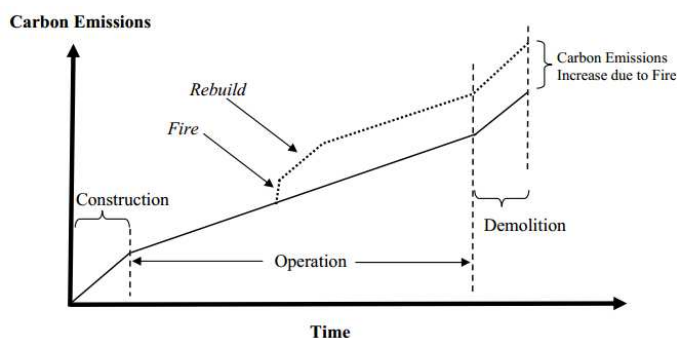 Carbon Emissions
Carbon Emissions
Increase due to Fire
Rebuild
Fire
Construction
Demolition
Operation
Time